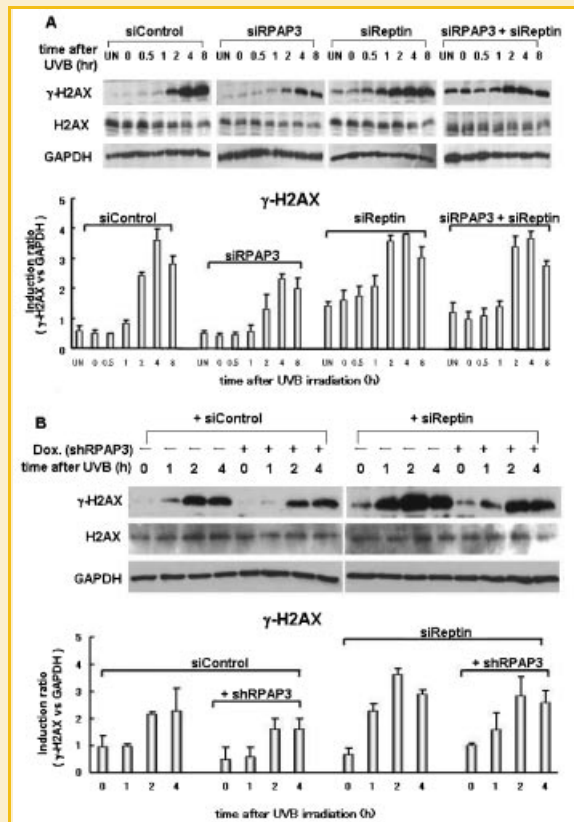 A
siControl siRPAP3 siReptin siRPAP3 + siReptin
time after UVB (hr) UN 0 0.5 1 2 4 8 UN 0 0.5 1 2 4 8 UN 0 0.5 1 2 4 8 UN 0 0.5 1 2 4 8
γ-H2AX
H2AX
GAPDH
γ-H2AX
siControl siRPAP3 siReptin siRPAP3 + siReptin
Induction ratio
( γ-H2AX vs GAPDH )
5
4
3
2
1
0
UN 0 0.5 1 2 4 8 UN 0 0.5 1 2 4 8 UN 0 0.5 1 2 4 8 UN 0 0.5 1 2 4 8
time after UVB irradiation (h)
B
+ siControl + siReptin
Dox. (shRPAP3) − − − − + + + + − − − − + + + +
time after UVB (h) 0 1 2 4 0 1 2 4 0 1 2 4 0 1 2 4
γ-H2AX
H2AX
GAPDH
γ-H2AX
siControl siReptin
+ shRPAP3 + shRPAP3
Induction ratio
( γ-H2AX vs GAPDH )
5
4
3
2
1
0
0 1 2 4 0 1 2 4 0 1 2 4 0 1 2 4
time after UVB irradiation (h)